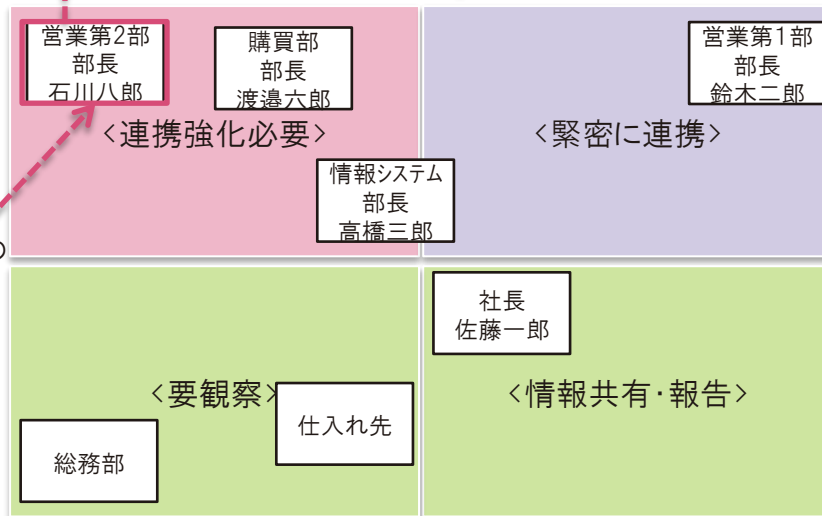 営業第2部
部長
石川八郎
購買部
部長
渡邉六郎
<連携強化必要>
営業第1部
部長
鈴木二郎
<緊密に連携>
情報システム
部長
高橋三郎
社長
佐藤一郎
<要観察>
<情報共有・報告>
仕入れ先
総務部